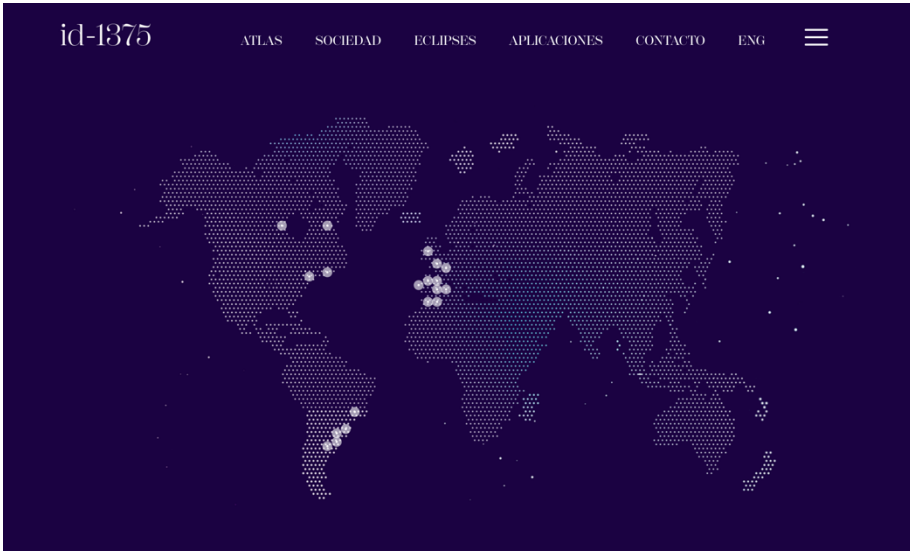 id-1375
ATLAS SOCIEDAD ECLIPSES APLICACIONES CONTACTO ENG